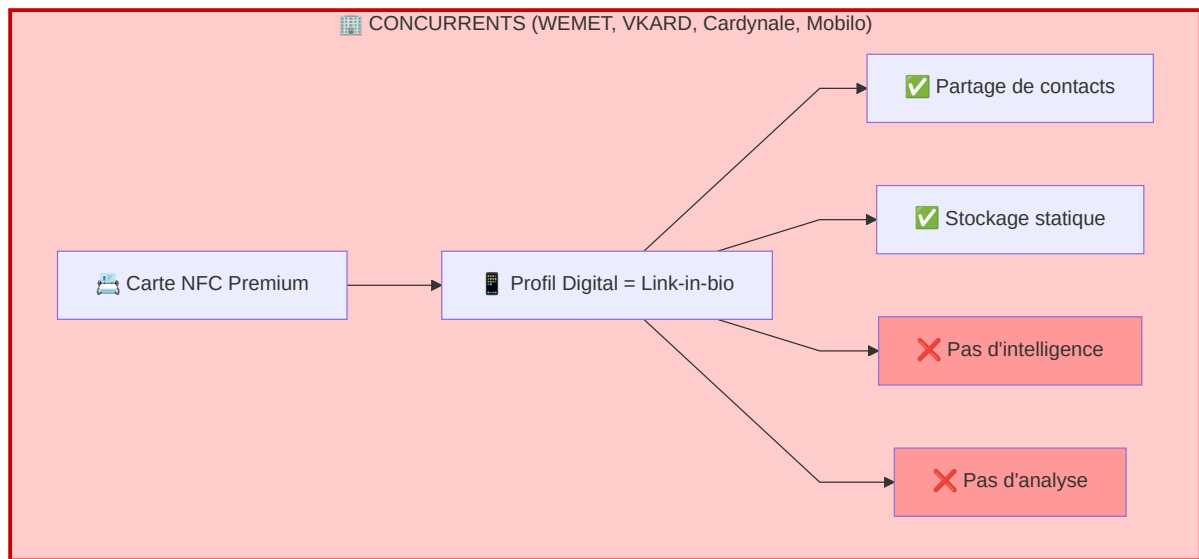 🏢 CONCURRENTS (WEMET, VKARD, Cardynale, Mobilo)
📇 Carte NFC Premium
📱 Profil Digital = Link-in-bio
✅ Partage de contacts
✅ Stockage statique
❌ Pas d'intelligence
❌ Pas d'analyse